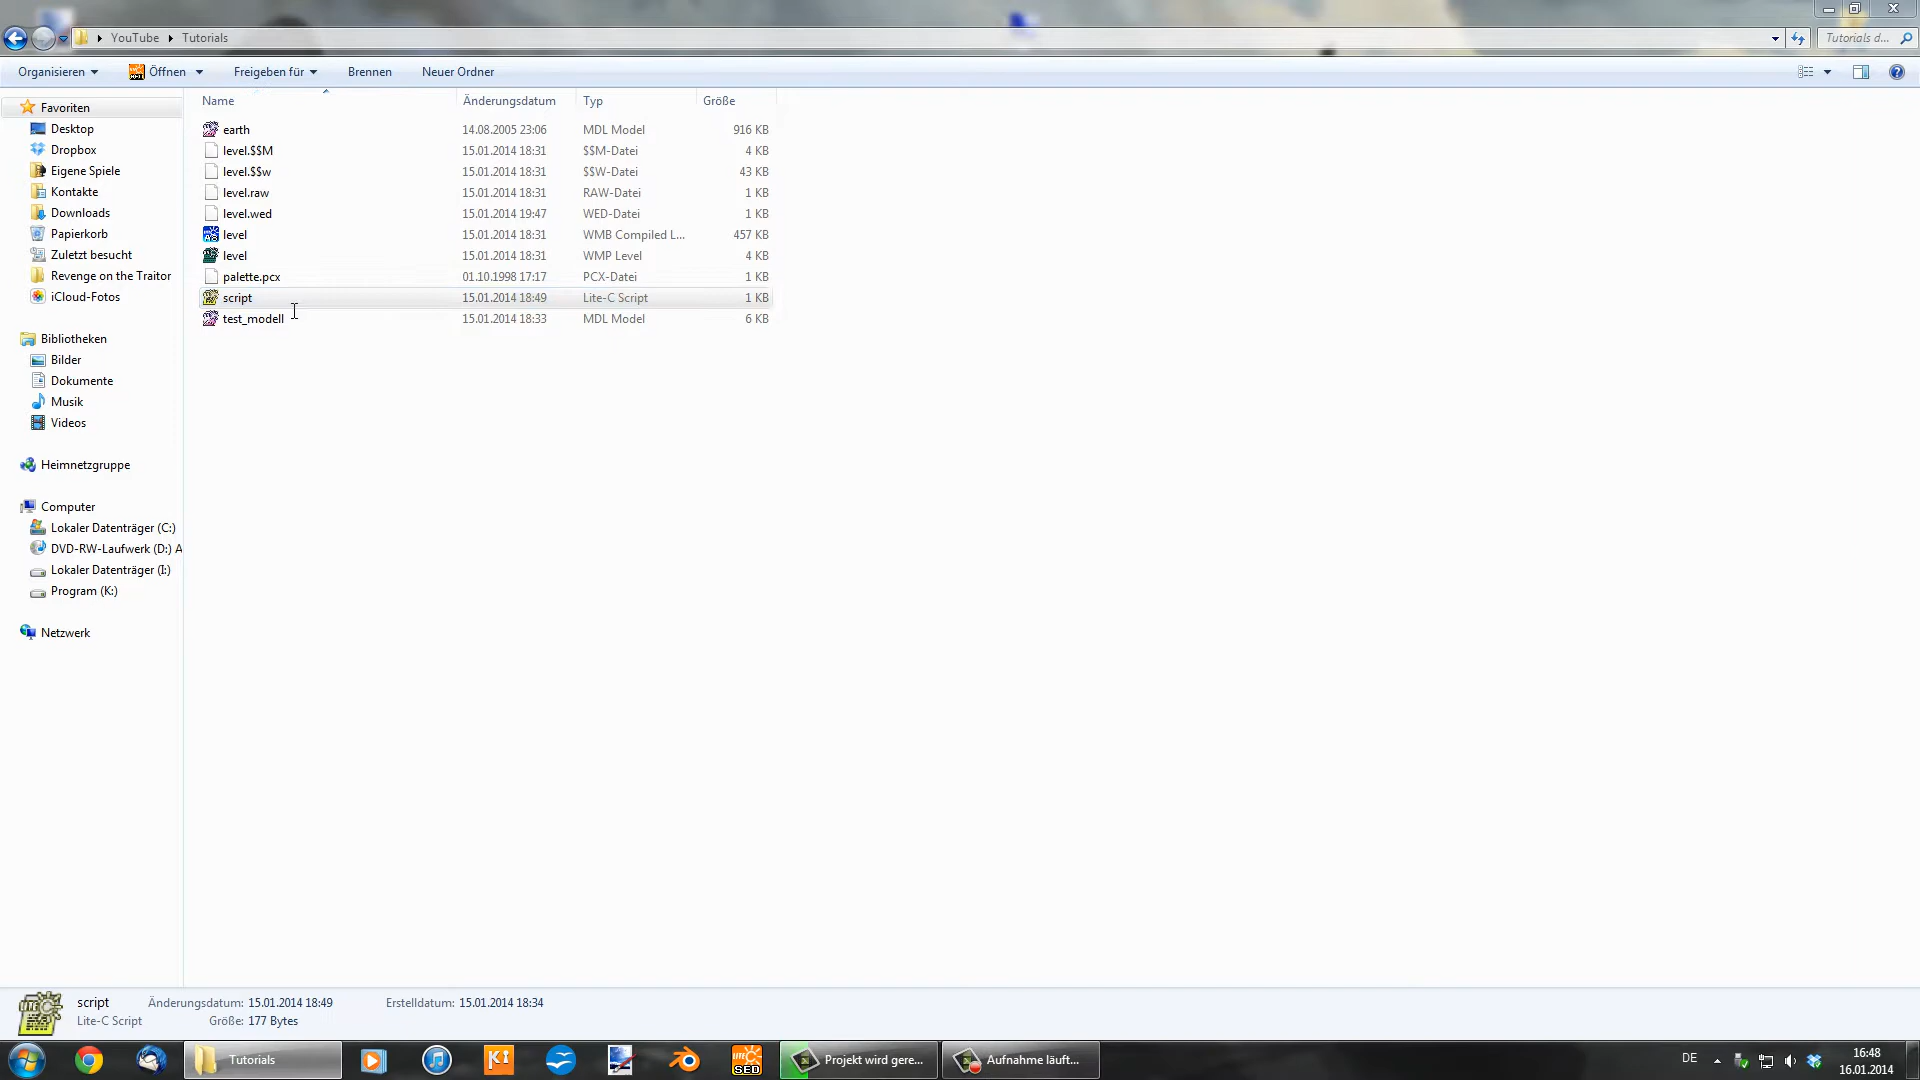 YouTube Tutorials
Tutorials d...
Organisieren Öffnen Freigeben für Brennen Neuer Ordner
Name Änderungsdatum Typ Größe
earth 14.08.2005 23:06 MDL Model 916 KB
level.$$M 15.01.2014 18:31 $$M-Datei 4 KB
level.$$w 15.01.2014 18:31 $$W-Datei 43 KB
level.raw 15.01.2014 18:31 RAW-Datei 1 KB
level.wed 15.01.2014 19:47 WED-Datei 1 KB
level 15.01.2014 18:31 WMB Compiled L... 457 KB
level 15.01.2014 18:31 WMP Level 4 KB
palette.pcx 01.10.1998 17:17 PCX-Datei 1 KB
script 15.01.2014 18:49 Lite-C Script 1 KB
test_modell 15.01.2014 18:33 MDL Model 6 KB
Favoriten
Desktop
Dropbox
Eigene Spiele
Kontakte
Downloads
Papierkorb
Zuletzt besucht
Revenge on the Traitor
iCloud-Fotos
Bibliotheken
Bilder
Dokumente
Musik
Videos
Heimnetzgruppe
Computer
Lokaler Datenträger (C:)
DVD-RW-Laufwerk (D:) A
Lokaler Datenträger (I:)
Program (K:)
Netzwerk
script Änderungsdatum: 15.01.2014 18:49 Erstelldatum: 15.01.2014 18:34
Lite-C Script Größe: 177 Bytes
Tutorials
SED
Projekt wird gere...
Aufnahme läuft...
DE
16:48
16.01.2014